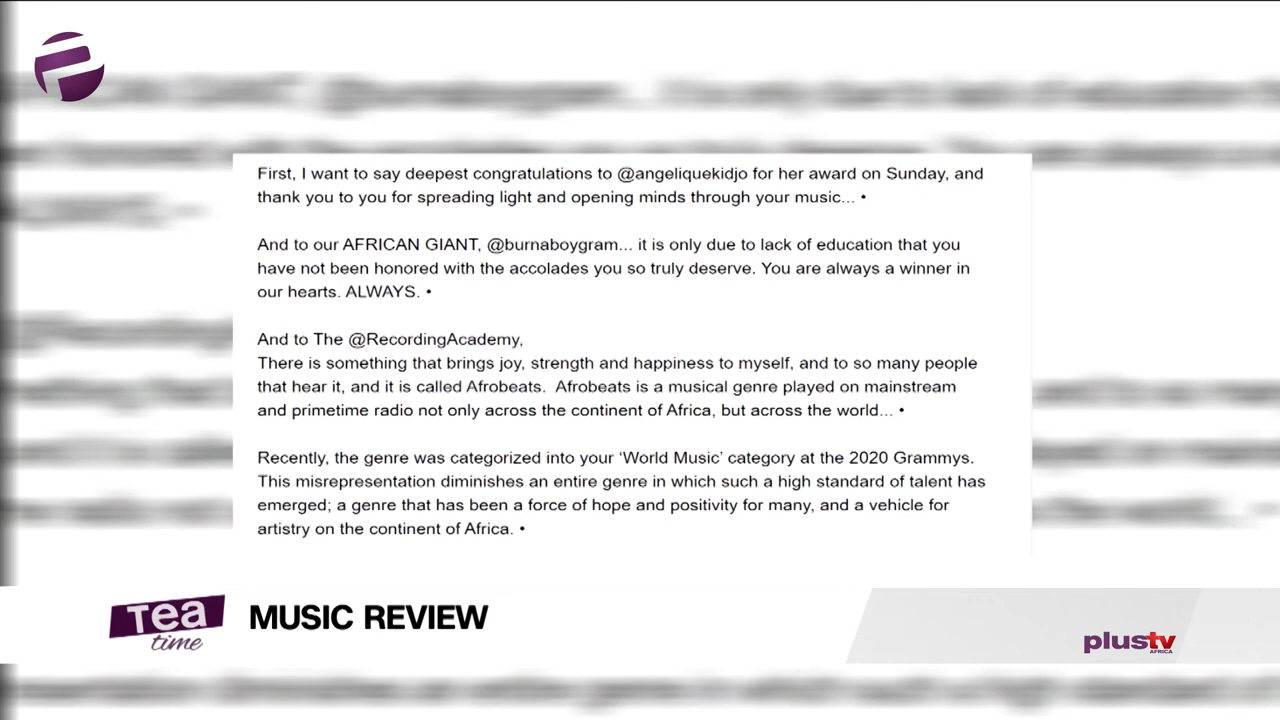 First, I want to say deepest congratulations to @angeliquekidjo for her award on Sunday, and
thank you to you for spreading light and opening minds through your music... •
And to our AFRICAN GIANT, @burnaboygram... it is only due to lack of education that you
have not been honored with the accolades you so truly deserve. You are always a winner in
our hearts. ALWAYS. •
And to The @RecordingAcademy,
There is something that brings joy, strength and happiness to myself, and to so many people
that hear it, and it is called Afrobeats.  Afrobeats is a musical genre played on mainstream
and primetime radio not only across the continent of Africa, but across the world... •
Recently, the genre was categorized into your ‘World Music’ category at the 2020 Grammys.
This misrepresentation diminishes an entire genre in which such a high standard of talent has
emerged; a genre that has been a force of hope and positivity for many, and a vehicle for
artistry on the continent of Africa. •
Tea
time
MUSIC REVIEW
plustv
AFRICA